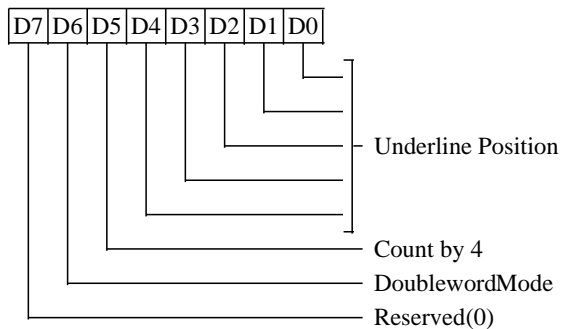 D7 D6 D5 D4 D3 D2 D1 D0
Underline Position
Count by 4
DoublewordMode
Reserved(0)